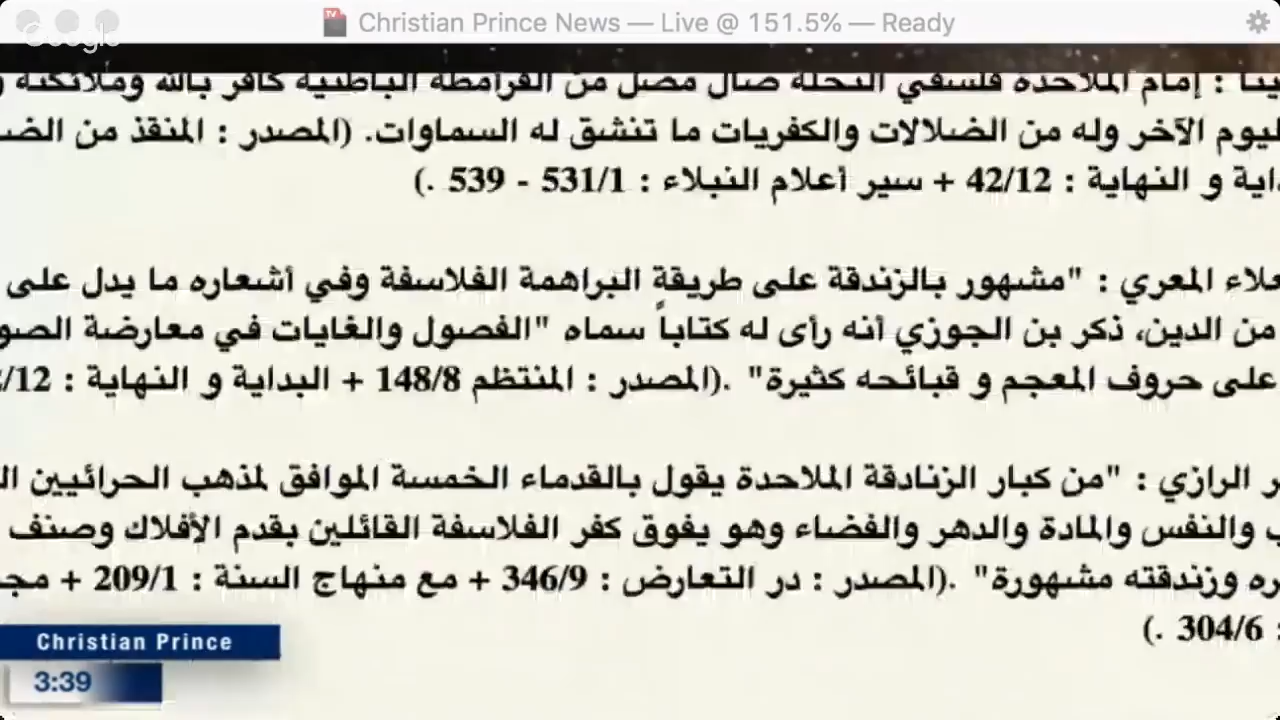 Christian Prince News — Live @ 151.5% — Ready
Google
ينا : إمام الملاحدة فلسفي النحلة ضال مضل من القرامطة الباطنية كافر بالله وملائكته و
ليوم الآخر وله من الضلالات والكفريات ما تنشق له السماوات. (المصدر : المنقذ من الضـ
داية و النهاية : 42/12 + سير أعلام النبلاء : 531/1 - 539 .)
علاء المعري : "مشهور بالزندقة على طريقة البراهمة الفلاسفة وفي أشعاره ما يدل على
من الدين، ذكر بن الجوزي أنه رأى له كتاباً سماه "الفصول والغايات في معارضة الصو
على حروف المعجم و قبائحه كثيرة" .(المصدر : المنتظم 148/8 + البداية و النهاية : /12
ر الرازي : "من كبار الزنادقة الملاحدة يقول بالقدماء الخمسة الموافق لمذهب الحرائيين الـ
ب والنفس والمادة والدهر والفضاء وهو يفوق كفر الفلاسفة القائلين بقدم الأفلاك وصنف
ره وزندقته مشهورة" .(المصدر : در التعارض : 346/9 + مع منهاج السنة : 209/1 + مجـ
: 304/6 .)
Christian Prince
3:39